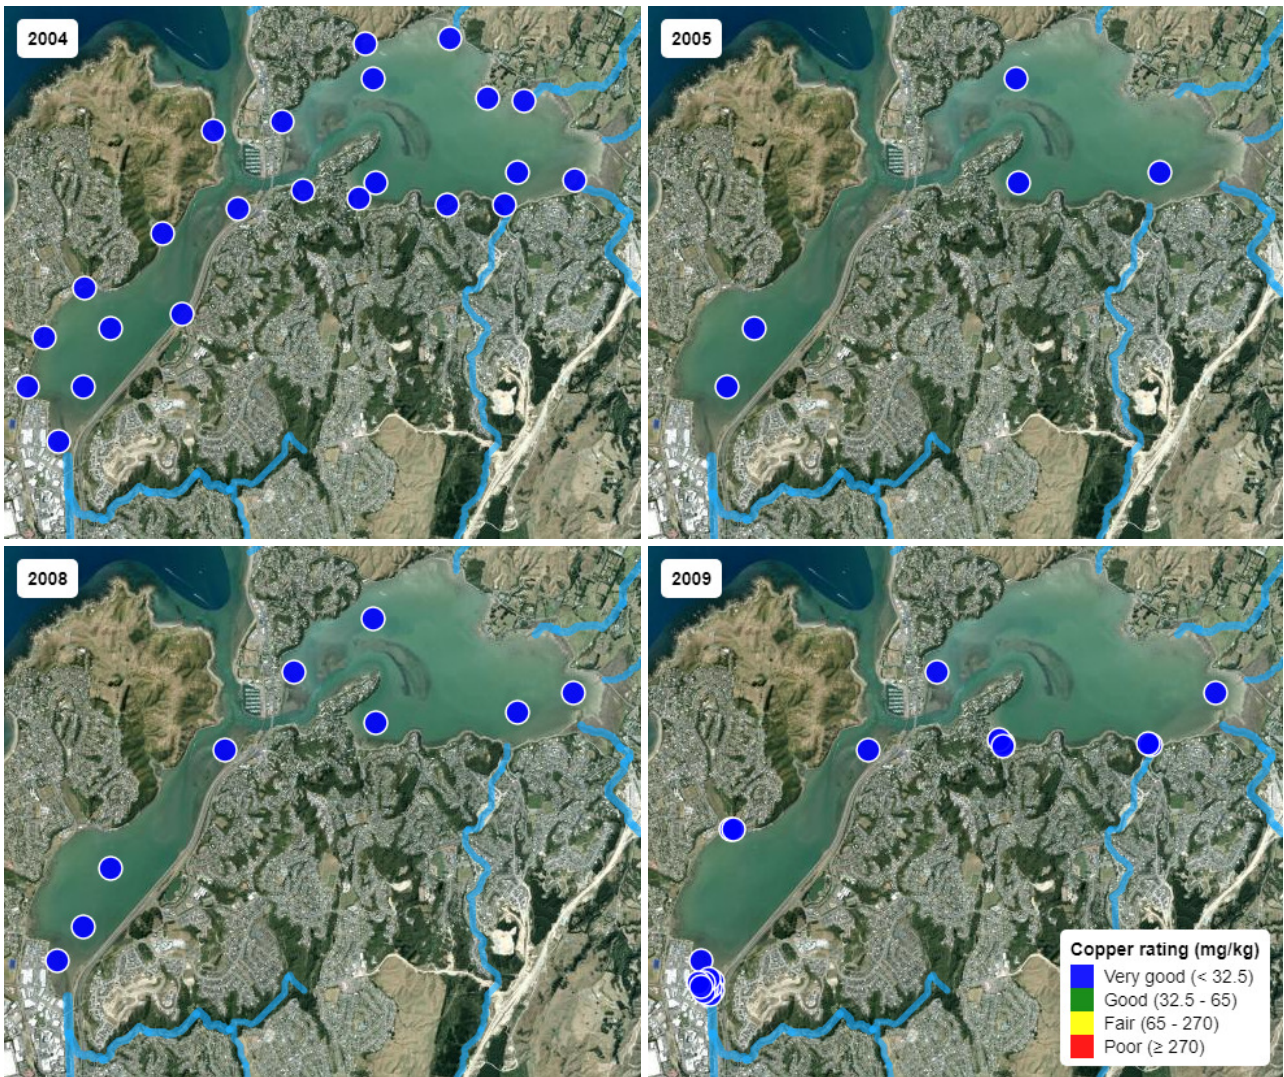 2004
2005
2008
2009
Copper rating (mg/kg)
Very good (< 32.5)
Good (32.5 - 65)
Fair (65 - 270)
Poor (≥ 270)